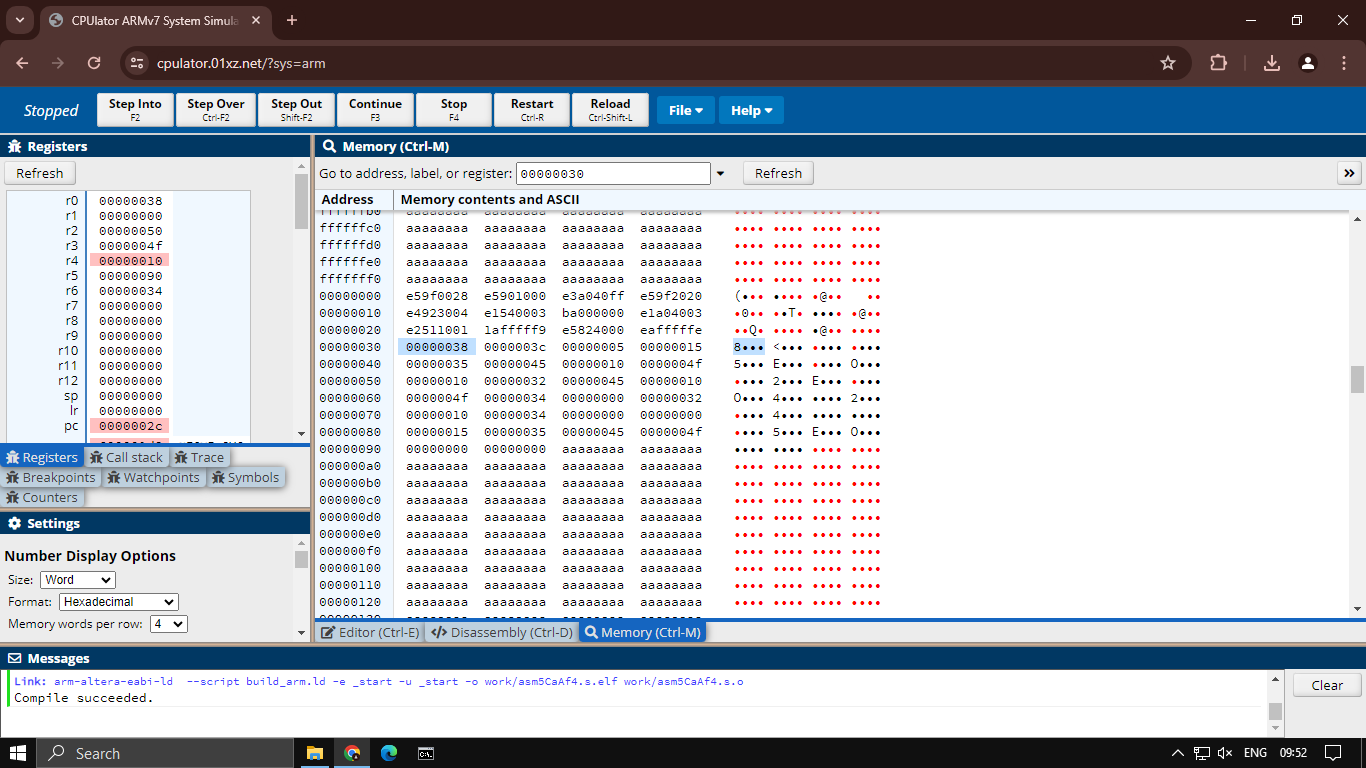 CPUlator ARMv7 System Simula
cpulator.01xz.net/?sys=arm
Stopped
Step Into
F2
Step Over
Ctrl-F2
Step Out
Shift-F2
Continue
F3
Stop
F4
Restart
Ctrl-R
Reload
Ctrl-Shift-L
File
Help
Registers
Refresh
r0 00000038
r1 00000000
r2 00000050
r3 0000004f
r4 00000010
r5 00000090
r6 00000034
r7 00000000
r8 00000000
r9 00000000
r10 00000000
r11 00000000
r12 00000000
sp 00000000
lr 00000000
pc 0000002c
Registers Call stack Trace
Breakpoints Watchpoints Symbols
Counters
Settings
Number Display Options
Size: Word
Format: Hexadecimal
Memory words per row: 4
Memory (Ctrl-M)
Go to address, label, or register: 00000030 Refresh
Address Memory contents and ASCII
ffffffb0 aaaaaaaa aaaaaaaa aaaaaaaa aaaaaaaa •••• •••• •••• ••••
ffffffc0 aaaaaaaa aaaaaaaa aaaaaaaa aaaaaaaa •••• •••• •••• ••••
ffffffd0 aaaaaaaa aaaaaaaa aaaaaaaa aaaaaaaa •••• •••• •••• ••••
ffffffe0 aaaaaaaa aaaaaaaa aaaaaaaa aaaaaaaa •••• •••• •••• ••••
fffffff0 aaaaaaaa aaaaaaaa aaaaaaaa aaaaaaaa •••• •••• •••• ••••
00000000 e59f0028 e5901000 e3a040ff e59f2020 (••• •••• •@••   ••
00000010 e4923004 e1540003 ba000000 e1a04003 •0•• ••T• •••• •@••
00000020 e2511001 1afffff9 e5824000 eafffffe ••Q• •••• •@•• ••••
00000030 00000038 0000003c 00000005 00000015 8••• <••• •••• ••••
00000040 00000035 00000045 00000010 0000004f 5••• E••• •••• O•••
00000050 00000010 00000032 00000045 00000010 •••• 2••• E••• ••••
00000060 0000004f 00000034 00000000 00000032 O••• 4••• •••• 2•••
00000070 00000010 00000034 00000000 00000000 •••• 4••• •••• ••••
00000080 00000015 00000035 00000045 0000004f •••• 5••• E••• O•••
00000090 00000000 00000000 aaaaaaaa aaaaaaaa •••• •••• •••• ••••
000000a0 aaaaaaaa aaaaaaaa aaaaaaaa aaaaaaaa •••• •••• •••• ••••
000000b0 aaaaaaaa aaaaaaaa aaaaaaaa aaaaaaaa •••• •••• •••• ••••
000000c0 aaaaaaaa aaaaaaaa aaaaaaaa aaaaaaaa •••• •••• •••• ••••
000000d0 aaaaaaaa aaaaaaaa aaaaaaaa aaaaaaaa •••• •••• •••• ••••
000000e0 aaaaaaaa aaaaaaaa aaaaaaaa aaaaaaaa •••• •••• •••• ••••
000000f0 aaaaaaaa aaaaaaaa aaaaaaaa aaaaaaaa •••• •••• •••• ••••
00000100 aaaaaaaa aaaaaaaa aaaaaaaa aaaaaaaa •••• •••• •••• ••••
00000110 aaaaaaaa aaaaaaaa aaaaaaaa aaaaaaaa •••• •••• •••• ••••
00000120 aaaaaaaa aaaaaaaa aaaaaaaa aaaaaaaa •••• •••• •••• ••••
Editor (Ctrl-E) Disassembly (Ctrl-D) Memory (Ctrl-M)
Messages
Link: arm-altera-eabi-ld --script build_arm.ld -e _start -u _start -o work/asm5CaAf4.s.elf work/asm5CaAf4.s.o
Compile succeeded.
Clear
Search
ENG 09:52